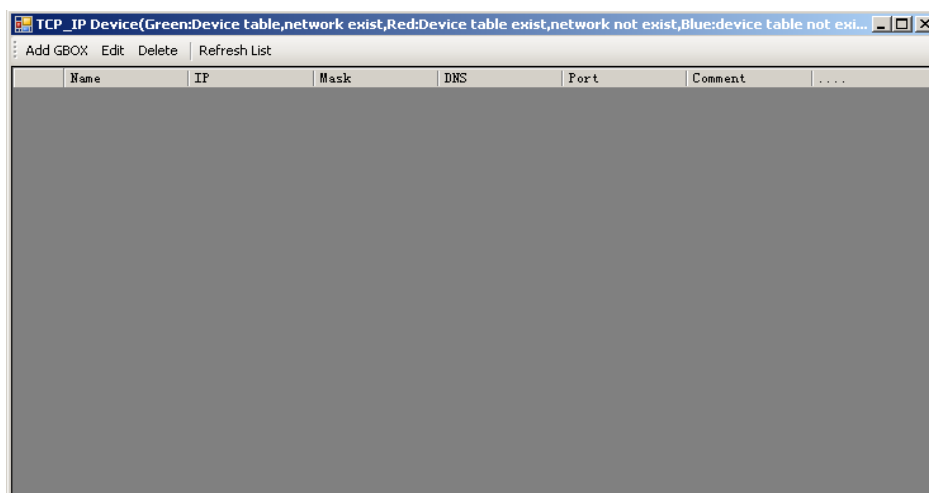 TCP_IP Device(Green:Device table,network exist,Red:Device table exist,network not exist,Blue:device table not exi...
Add GBOX Edit Delete Refresh List
Name IP Mask DNS Port Comment ....